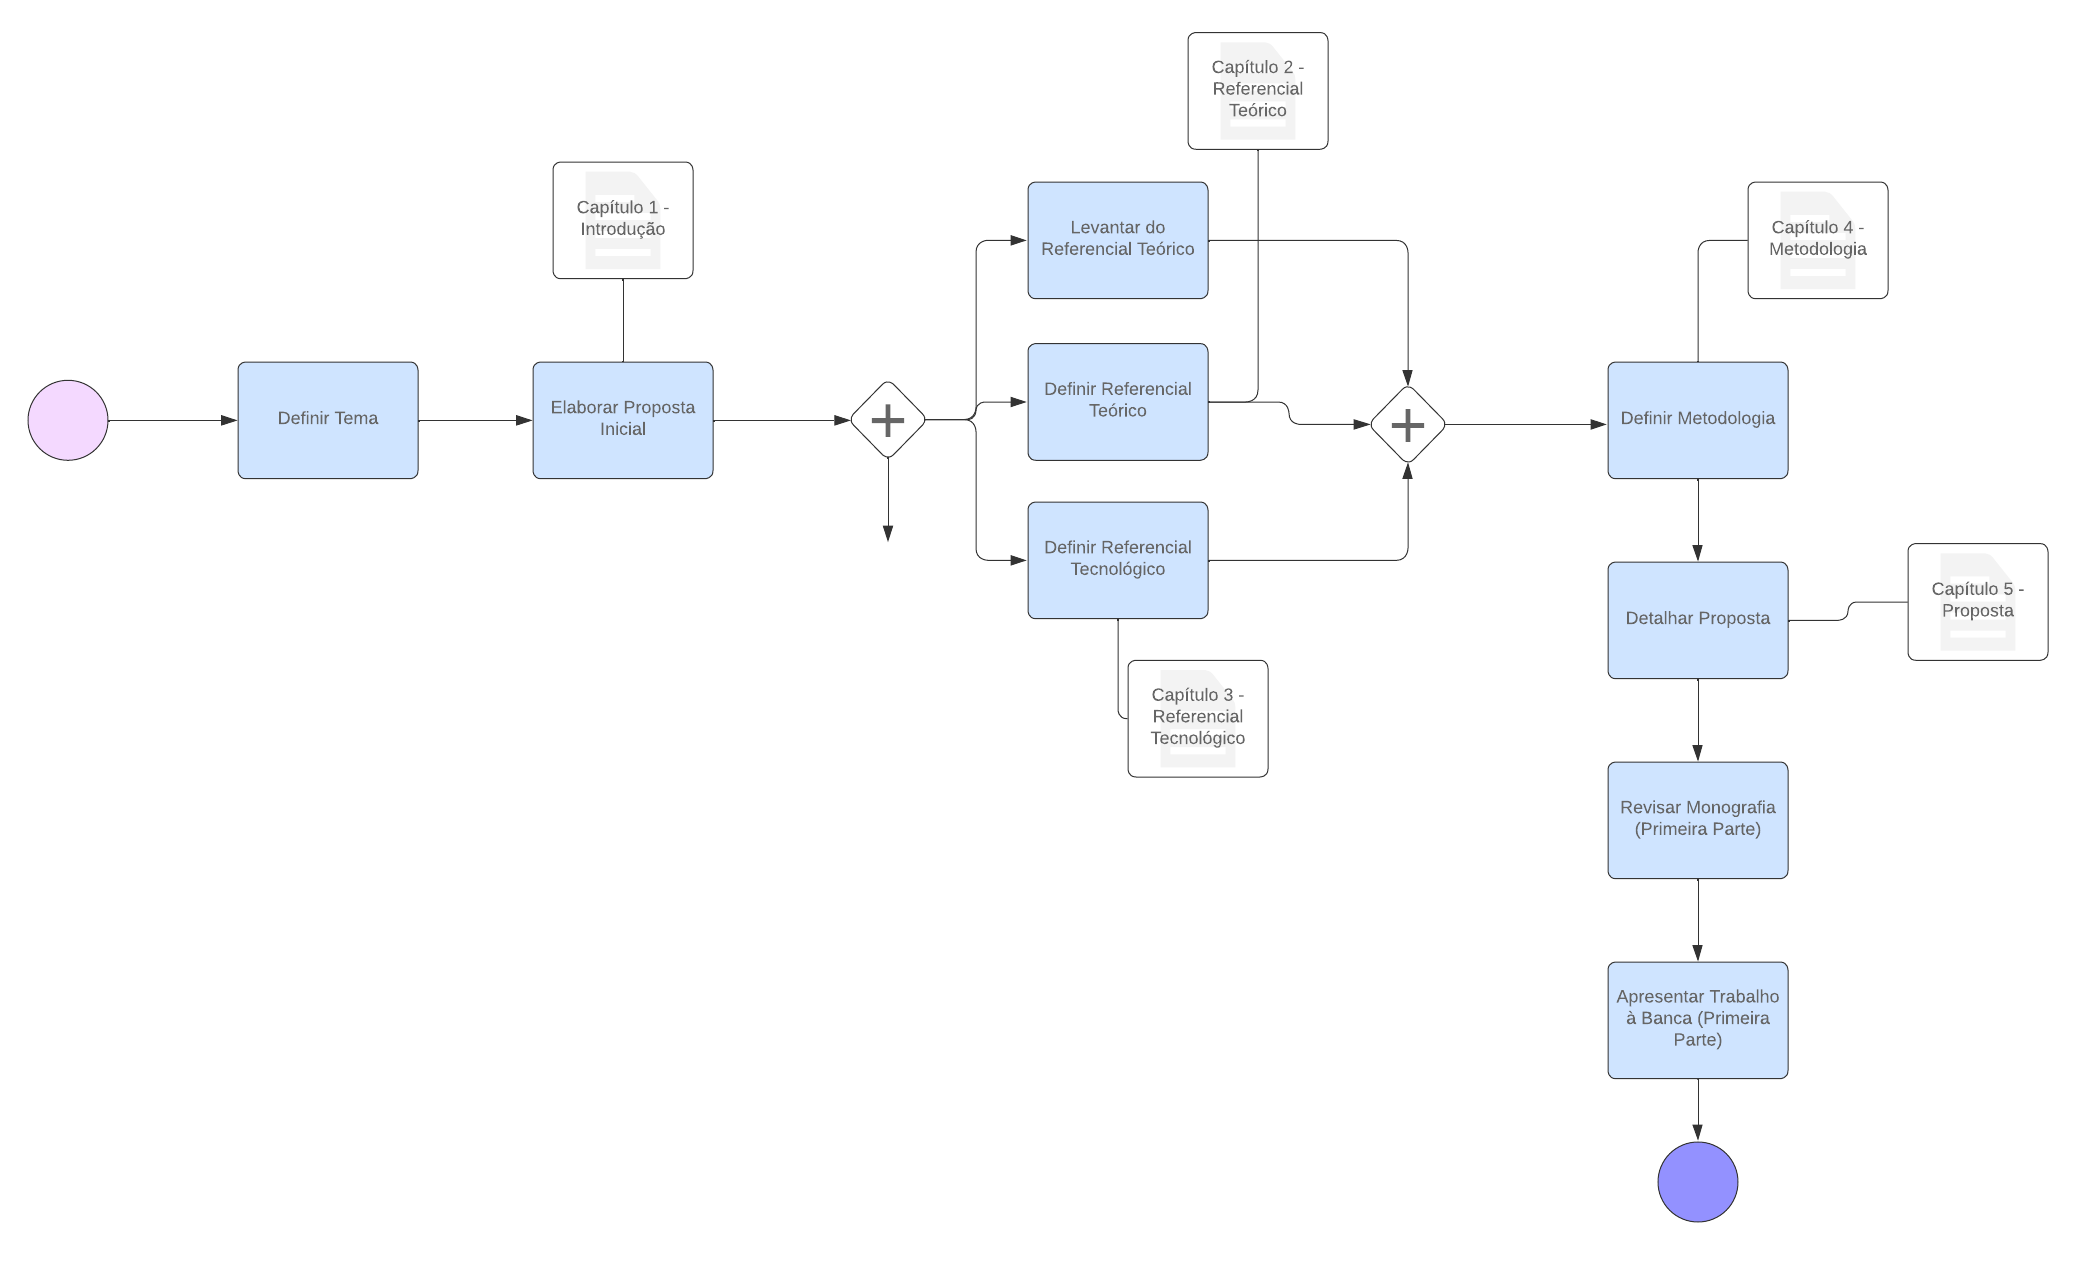 Capítulo 2 -
Referencial
Teórico
Capítulo 1 -
Introdução
Levantar do
Referencial Teórico
Capítulo 4 -
Metodologia
Definir Tema
Elaborar Proposta
Inicial
Definir Referencial
Teórico
Definir Metodologia
Definir Referencial
Tecnológico
Capítulo 3 -
Referencial
Tecnológico
Detalhar Proposta
Capítulo 5 -
Proposta
Revisar Monografia
(Primeira Parte)
Apresentar Trabalho
à Banca (Primeira
Parte)